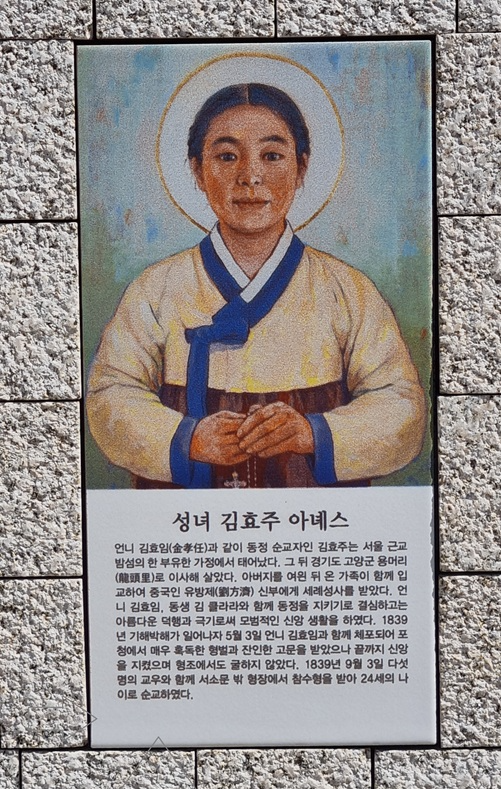 성녀 김효주 아녜스
언니 김효임(金孝任)과 같이 동정 순교자인 김효주는 서울 근교
밤섬의 한 부유한 가정에서 태어났다. 그 뒤 경기도 고양군 용머리
(龍頭里)로 이사해 살았다. 아버지를 여읜 뒤 온 가족이 함께 입
교하여 중국인 유방제(劉方濟) 신부에게 세례성사를 받았다. 언
니 김효임, 동생 김 클라라와 함께 동정을 지키기로 결심하고는
아름다운 덕행과 극기로써 모범적인 신앙 생활을 하였다. 1839
년 기해박해가 일어나자 5월 3일 언니 김효임과 함께 체포되어 포
청에서 매우 혹독한 형벌과 잔인한 고문을 받았으나 끝까지 신앙
을 지켰으며 형조에서도 굴하지 않았다. 1839년 9월 3일 다섯
명의 교우와 함께 서소문 밖 형장에서 참수형을 받아 24세의 나
이로 순교하였다.